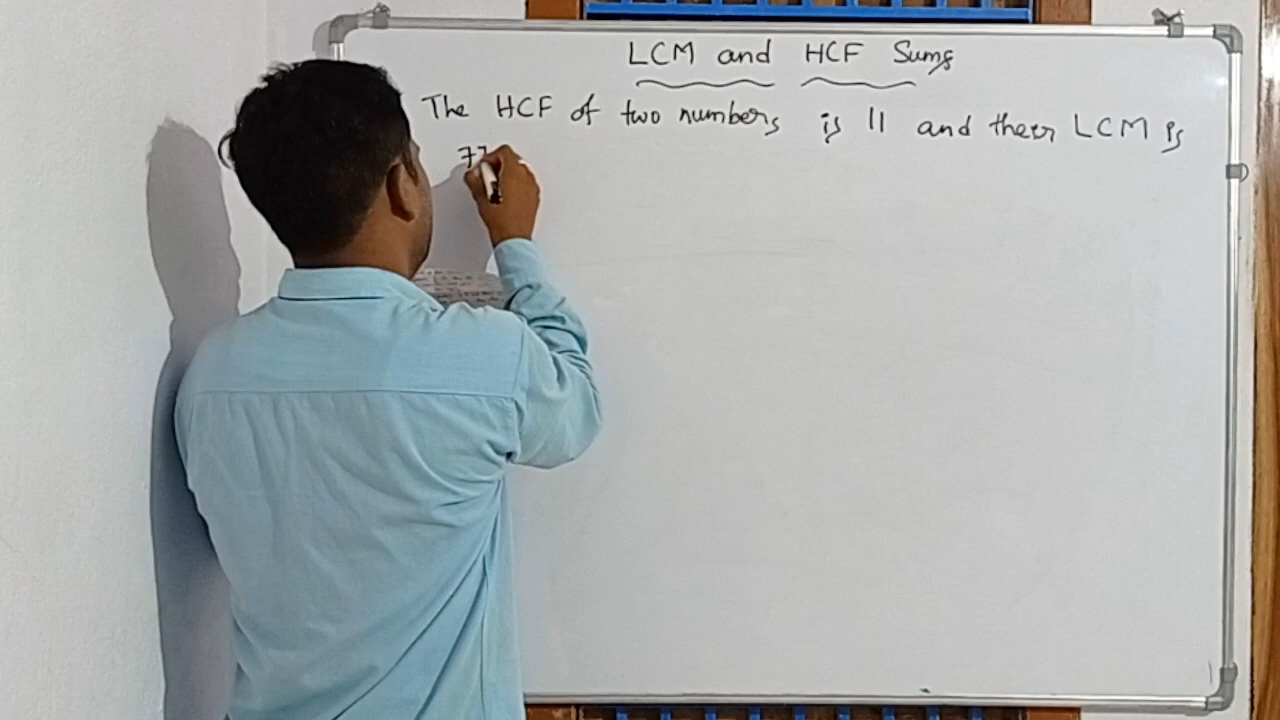 LCM and HCF Sums
The HCF of two numbers is 11 and their LCM is
77